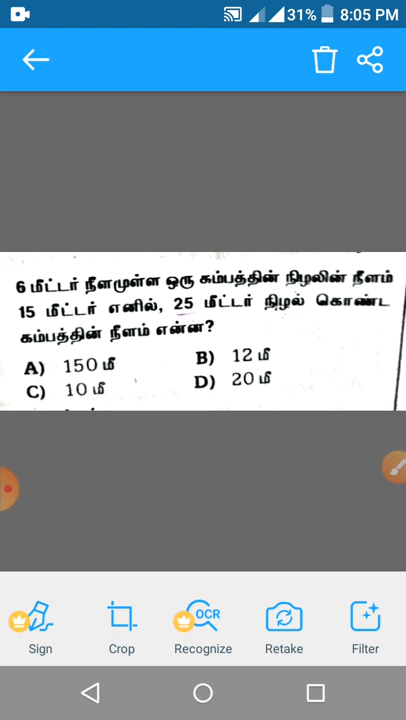 31% 8:05 PM
6 மீட்டர் நீளமுள்ள ஒரு கம்பத்தின் நிழலின் நீளம்
15 மீட்டர் எனில், 25 மீட்டர் நிழல் கொண்ட
கம்பத்தின் நீளம் என்ன?
A) 150 மீ B) 12 மீ
C) 10 மீ D) 20 மீ
OCR
Sign Crop Recognize Retake Filter